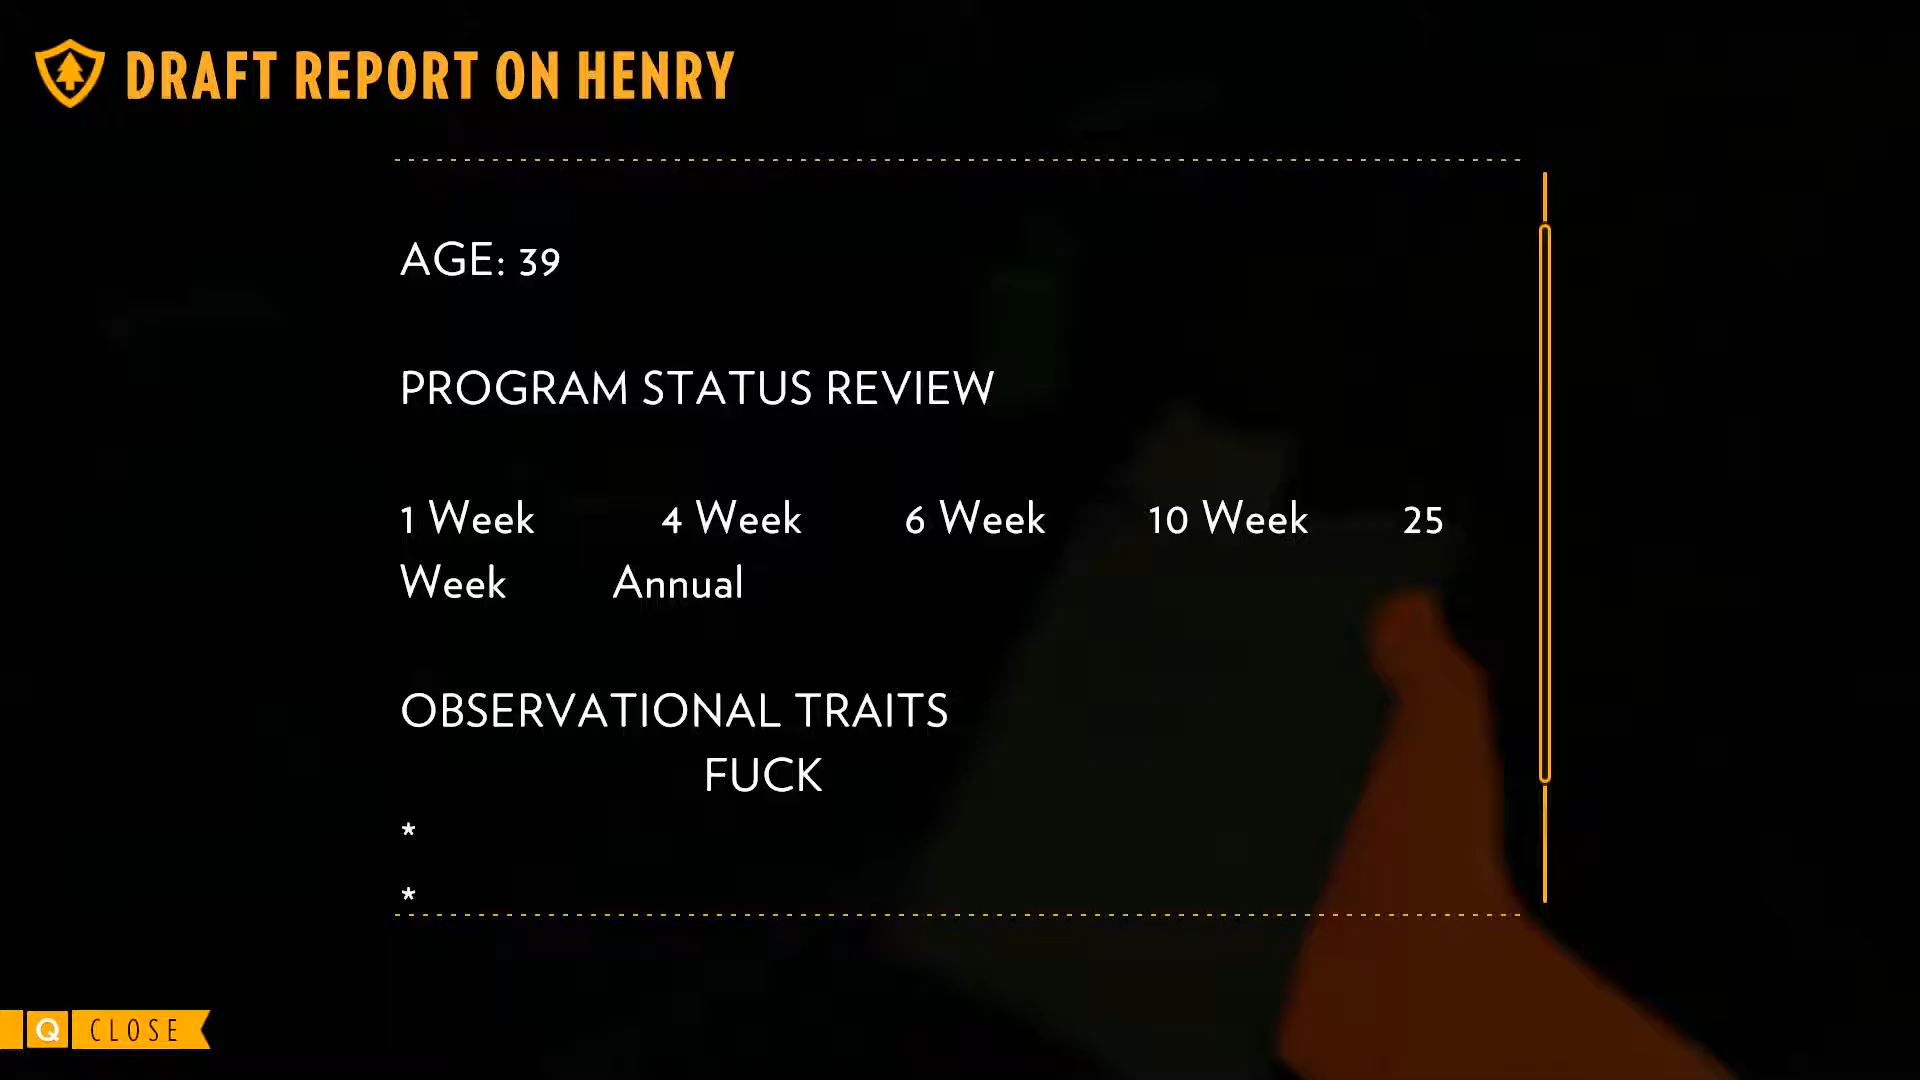 DRAFT REPORT ON HENRY
AGE: 39
PROGRAM STATUS REVIEW
1 Week 4 Week 6 Week 10 Week 25
Week Annual
OBSERVATIONAL TRAITS
FUCK
*
*
Q CLOSE